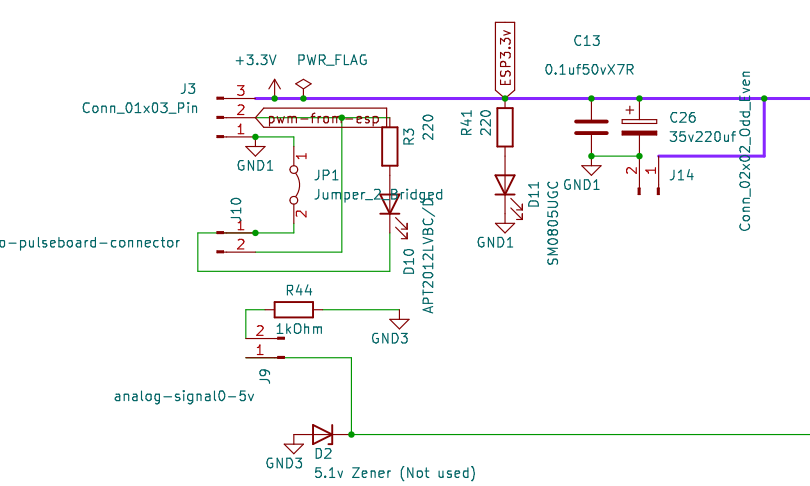 ESP3.3v
C13
+3.3V PWR_FLAG
0.1uf50vX7R
J3
3
Conn_01x03_Pin
2
pwm-from-esp
1
GND1
R3
220
R41
220
+
C26
35v220uf
Conn_02x02_Odd_Even
1
JP1
Jumper_2_Bridged
2
D11
SM0805UGC
GND1
GND1
2
1
J14
J10
1
2
o-pulseboard-connector
D10
APT2012LVBC/D
R44
1kOhm
GND3
2
1
J9
analog-signal0-5v
GND3
D2
5.1v Zener (Not used)